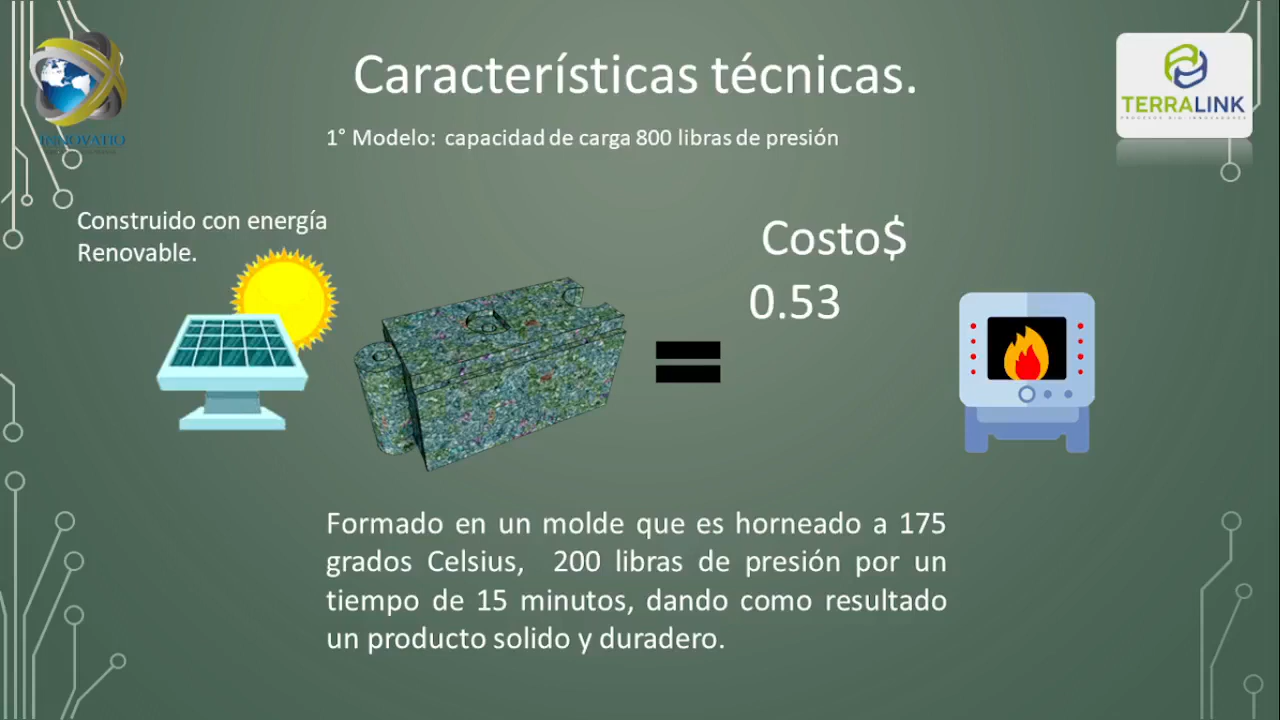 Características técnicas.
INNOVATIO
TERRALINK
1° Modelo: capacidad de carga 800 libras de presión
Construido con energía
Renovable.
Costo$
0.53
Formado en un molde que es horneado a 175
grados Celsius, 200 libras de presión por un
tiempo de 15 minutos, dando como resultado
un producto solido y duradero.